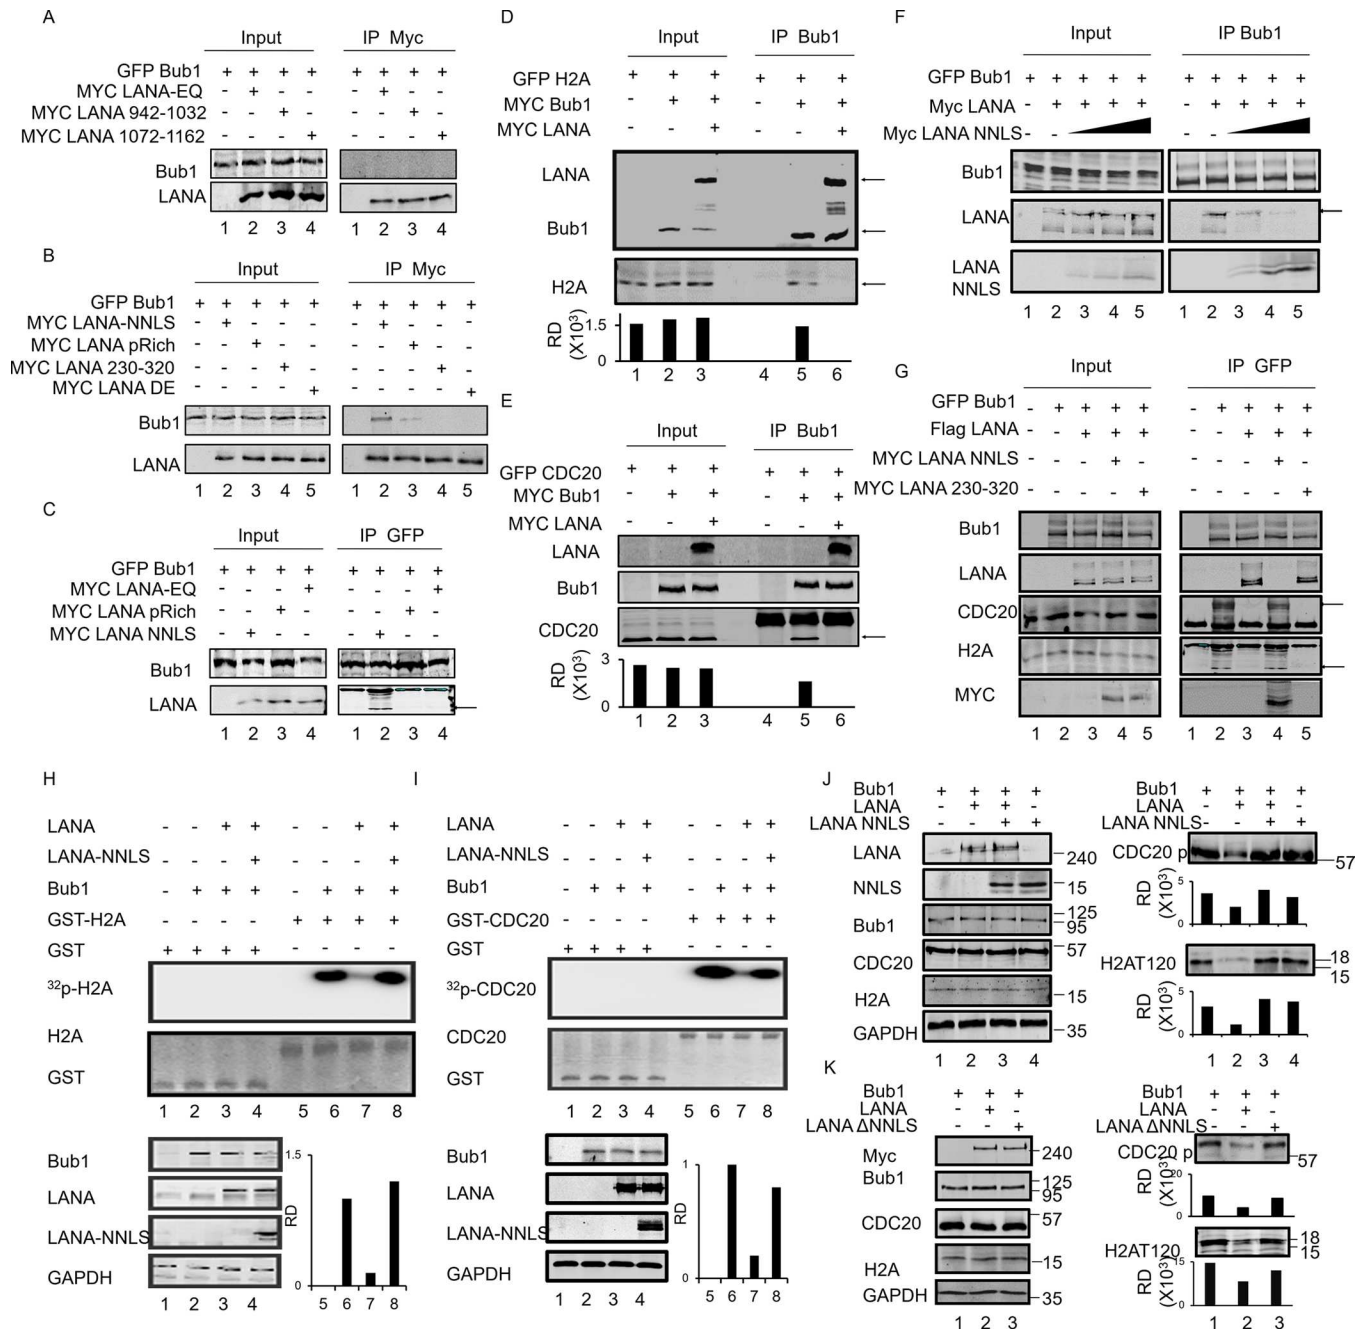 A
Input
IP Myc
GFP Bub1 + + + + + + + +
MYC LANA-EQ - + - - - + - -
MYC LANA 942-1032 - - + - - - + -
MYC LANA 1072-1162 - - - + - - - +
Bub1
LANA
1 2 3 4 1 2 3 4
B
Input
IP Myc
GFP Bub1 + + + + + + + + + +
MYC LANA-NNLS - + - - - - + - - -
MYC LANA pRich - - + - - - - + - -
MYC LANA 230-320 - - - + - - - - + -
MYC LANA DE - - - - + - - - - +
Bub1
LANA
1 2 3 4 5 1 2 3 4 5
C
Input
IP GFP
GFP Bub1 + + + + + + + +
MYC LANA-EQ - - - + - - - +
MYC LANA pRich - - + - - - + -
MYC LANA NNLS - + - - - + - -
Bub1
LANA
1 2 3 4 1 2 3 4
D
Input
IP Bub1
GFP H2A + + + + + +
MYC Bub1 - + + - + +
MYC LANA - - + - - +
LANA
Bub1
H2A
RD
(X10³)
1.5
0
1 2 3 4 5 6
E
Input
IP Bub1
GFP CDC20 + + + + + +
MYC Bub1 - + + - + +
MYC LANA - - + - - +
LANA
Bub1
CDC20
RD
(X10³)
3
0
1 2 3 4 5 6
F
Input
IP Bub1
GFP Bub1 + + + + + + + + + +
Myc LANA - + + + + - + + + +
Myc LANA NNLS - - - -
Bub1
LANA
LANA
NNLS
1 2 3 4 5 1 2 3 4 5
G
Input
IP GFP
GFP Bub1 - + + + + - + + + +
Flag LANA - - + + + - - + + +
MYC LANA NNLS - - - + - - - - + -
MYC LANA 230-320 - - - - + - - - - +
Bub1
LANA
CDC20
H2A
MYC
1 2 3 4 5 1 2 3 4 5
H
LANA - - + + - - + +
LANA-NNLS - - - + - - - +
Bub1 - + + + - + + +
GST-H2A - - - - + + + +
GST + + + + - - - -
³²p-H2A
H2A
GST
1 2 3 4 5 6 7 8
Bub1
LANA
LANA-NNLS
GAPDH
1 2 3 4
RD
1.5
0
5 6 7 8
I
LANA - - + + - - + +
LANA-NNLS - - - + - - - +
Bub1 - + + + - + + +
GST-CDC20 - - - - + + + +
GST + + + + - - - -
³²p-CDC20
CDC20
GST
1 2 3 4 5 6 7 8
Bub1
LANA
LANA-NNLS
GAPDH
1 2 3 4
RD
1
0
5 6 7 8
J
Bub1 + + + +
LANA - + + -
LANA NNLS - - + +
LANA
240
NNLS
15
Bub1
125
95
CDC20
57
H2A
15
GAPDH
35
1 2 3 4
Bub1 + + + +
LANA - + + -
LANA NNLS - - + +
CDC20 p
57
RD
(X10³)
5
0
H2AT120
18
15
RD
(X10³)
5
0
1 2 3 4
K
Bub1 + + +
LANA - + -
LANA ΔNNLS - - +
Myc
240
Bub1
125
95
CDC20
57
H2A
15
GAPDH
35
1 2 3
Bub1 + + +
LANA - + -
LANA ΔNNLS - - +
CDC20 p
57
RD
(X10³)
20
0
H2AT120
18
15
RD
(X10³)
15
0
1 2 3